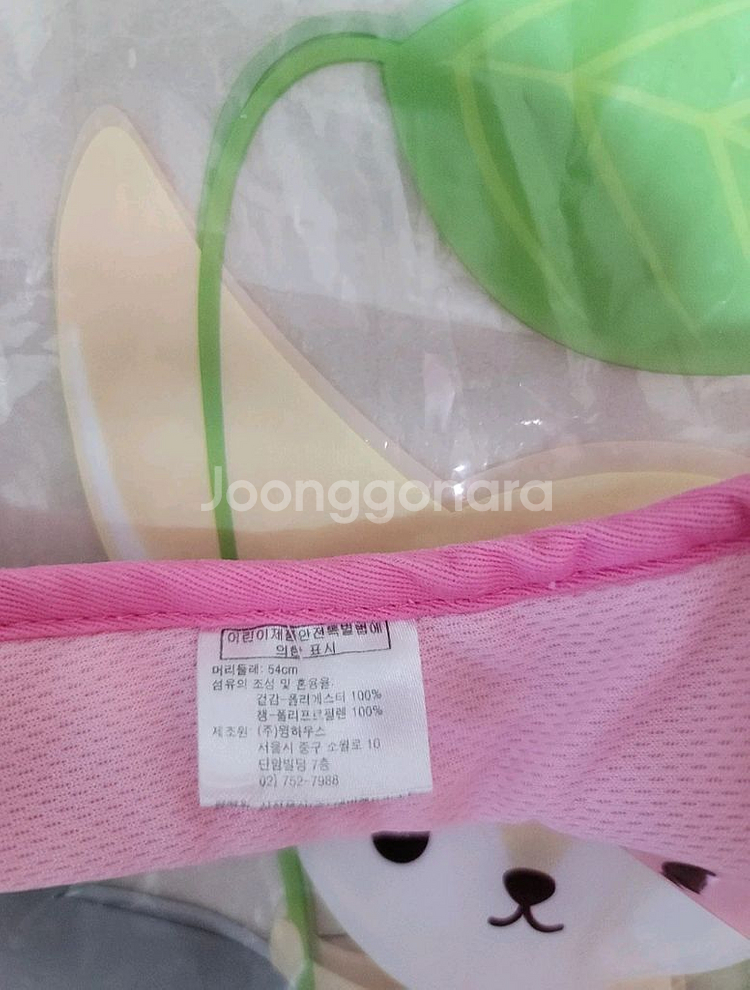 Joonggonara
어린이제품안전특별법에
의한 표시
머리둘레: 54cm
섬유의 조성 및 혼용율:
겉감-폴리에스터 100%
챙-폴리프로필렌 100%
제조원 (주)윙하우스
서울시 중구 소월로 10
단암빌딩 7층
02) 752-7988